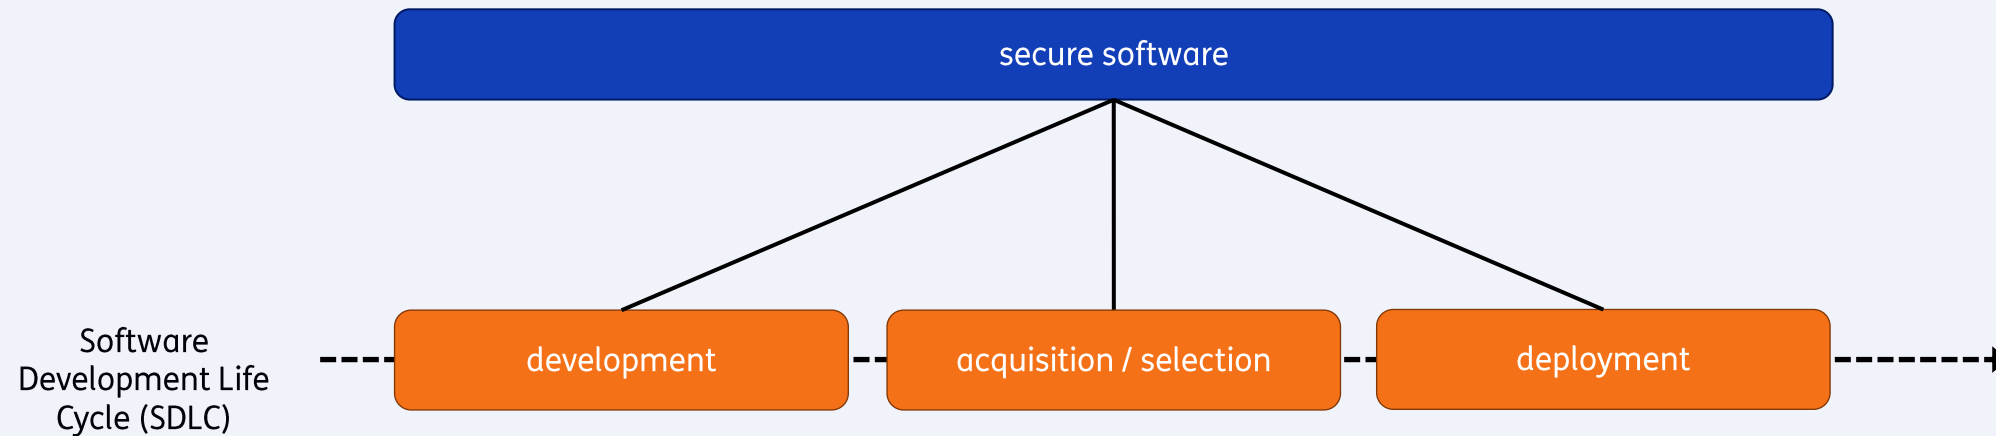 secure software
Software
Development Life
Cycle (SDLC)
development
acquisition / selection
deployment